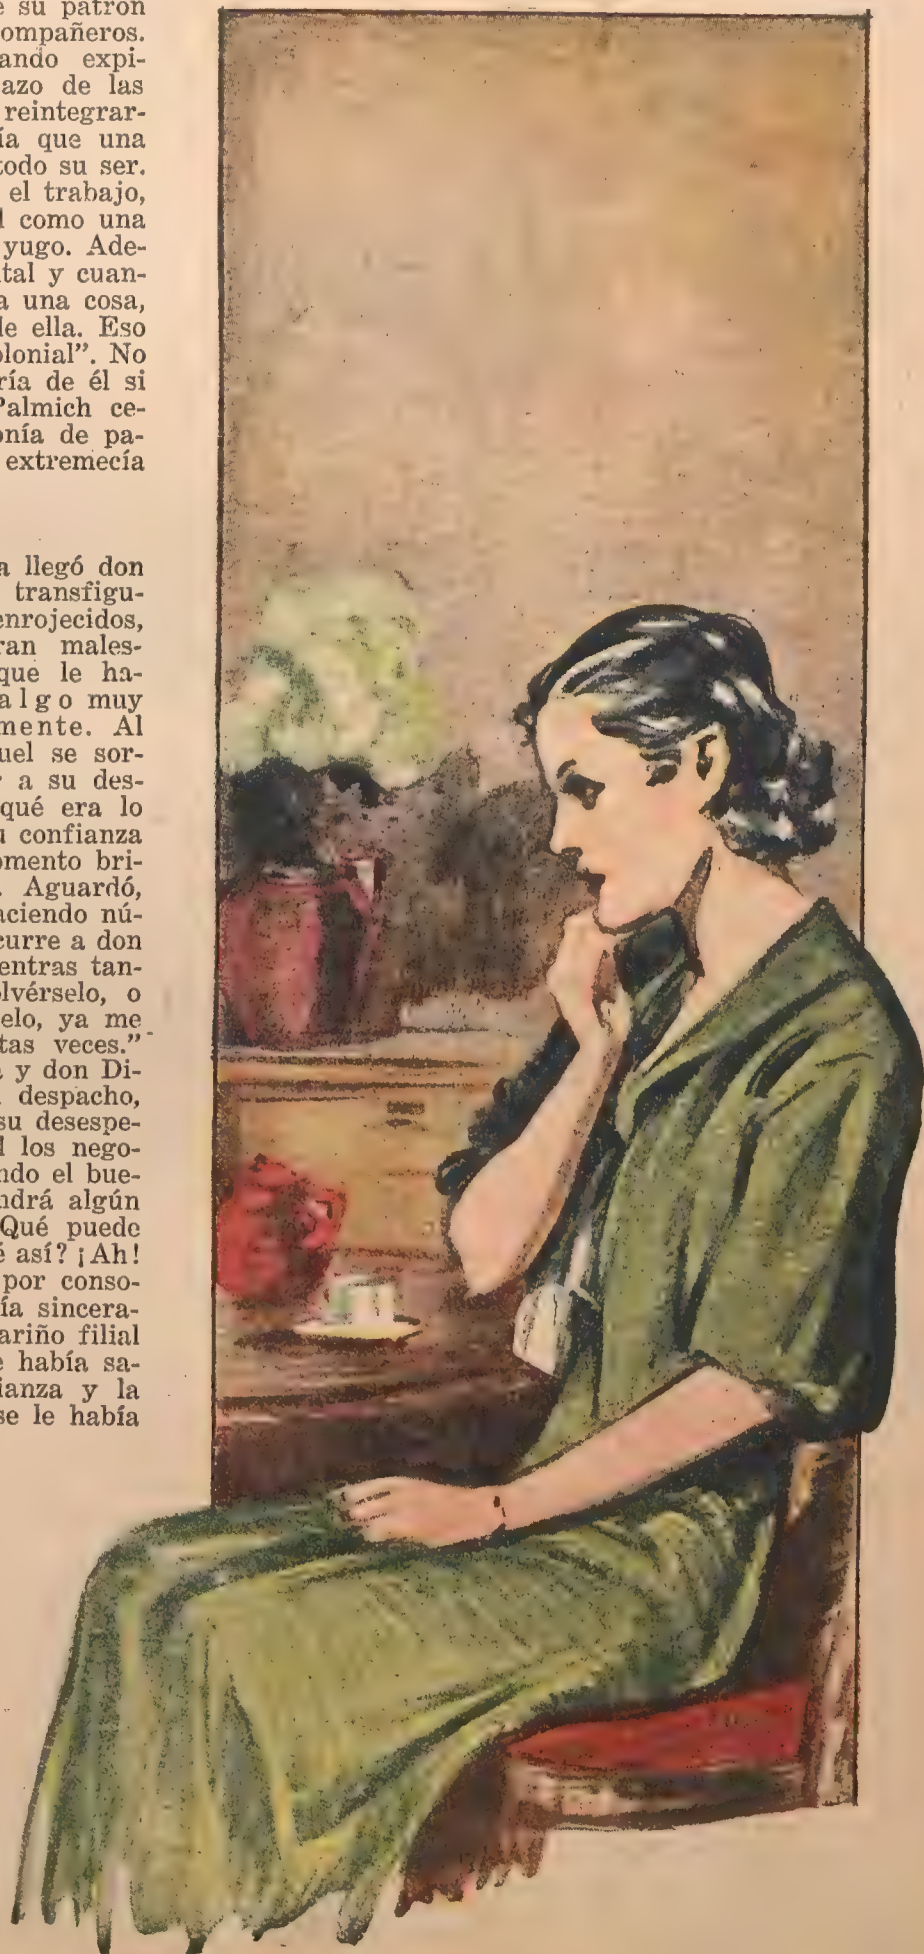 e su patrón
ompañeros.
ando expi-
azo de las
reintegrar-
ía que una
todo su ser.
el trabajo,
l como una
yugo. Ade-
tal y cuan-
a una cosa,
de ella. Eso
olonial”. No
ría de él si
Palmich ce-
onía de pa-
extremecía
a llegó don
transfigu-
enrojecidos,
ran males-
que le ha-
algo muy
mente. Al
uel se sor-
r a su des-
qué era lo
u confianza
omento bri-
. Aguardó,
aciendo nú-
curre a don
entras tan-
olvérselo, o
elo, ya me
tas veces.”
a y don Di-
despacho,
su desespe-
l los nego-
ndo el bue-
ndrá algún
Qué puede
é así? ¡Ah!
por conso-
ía sincera-
ariño filial
e había sa-
ianza y la
se le había